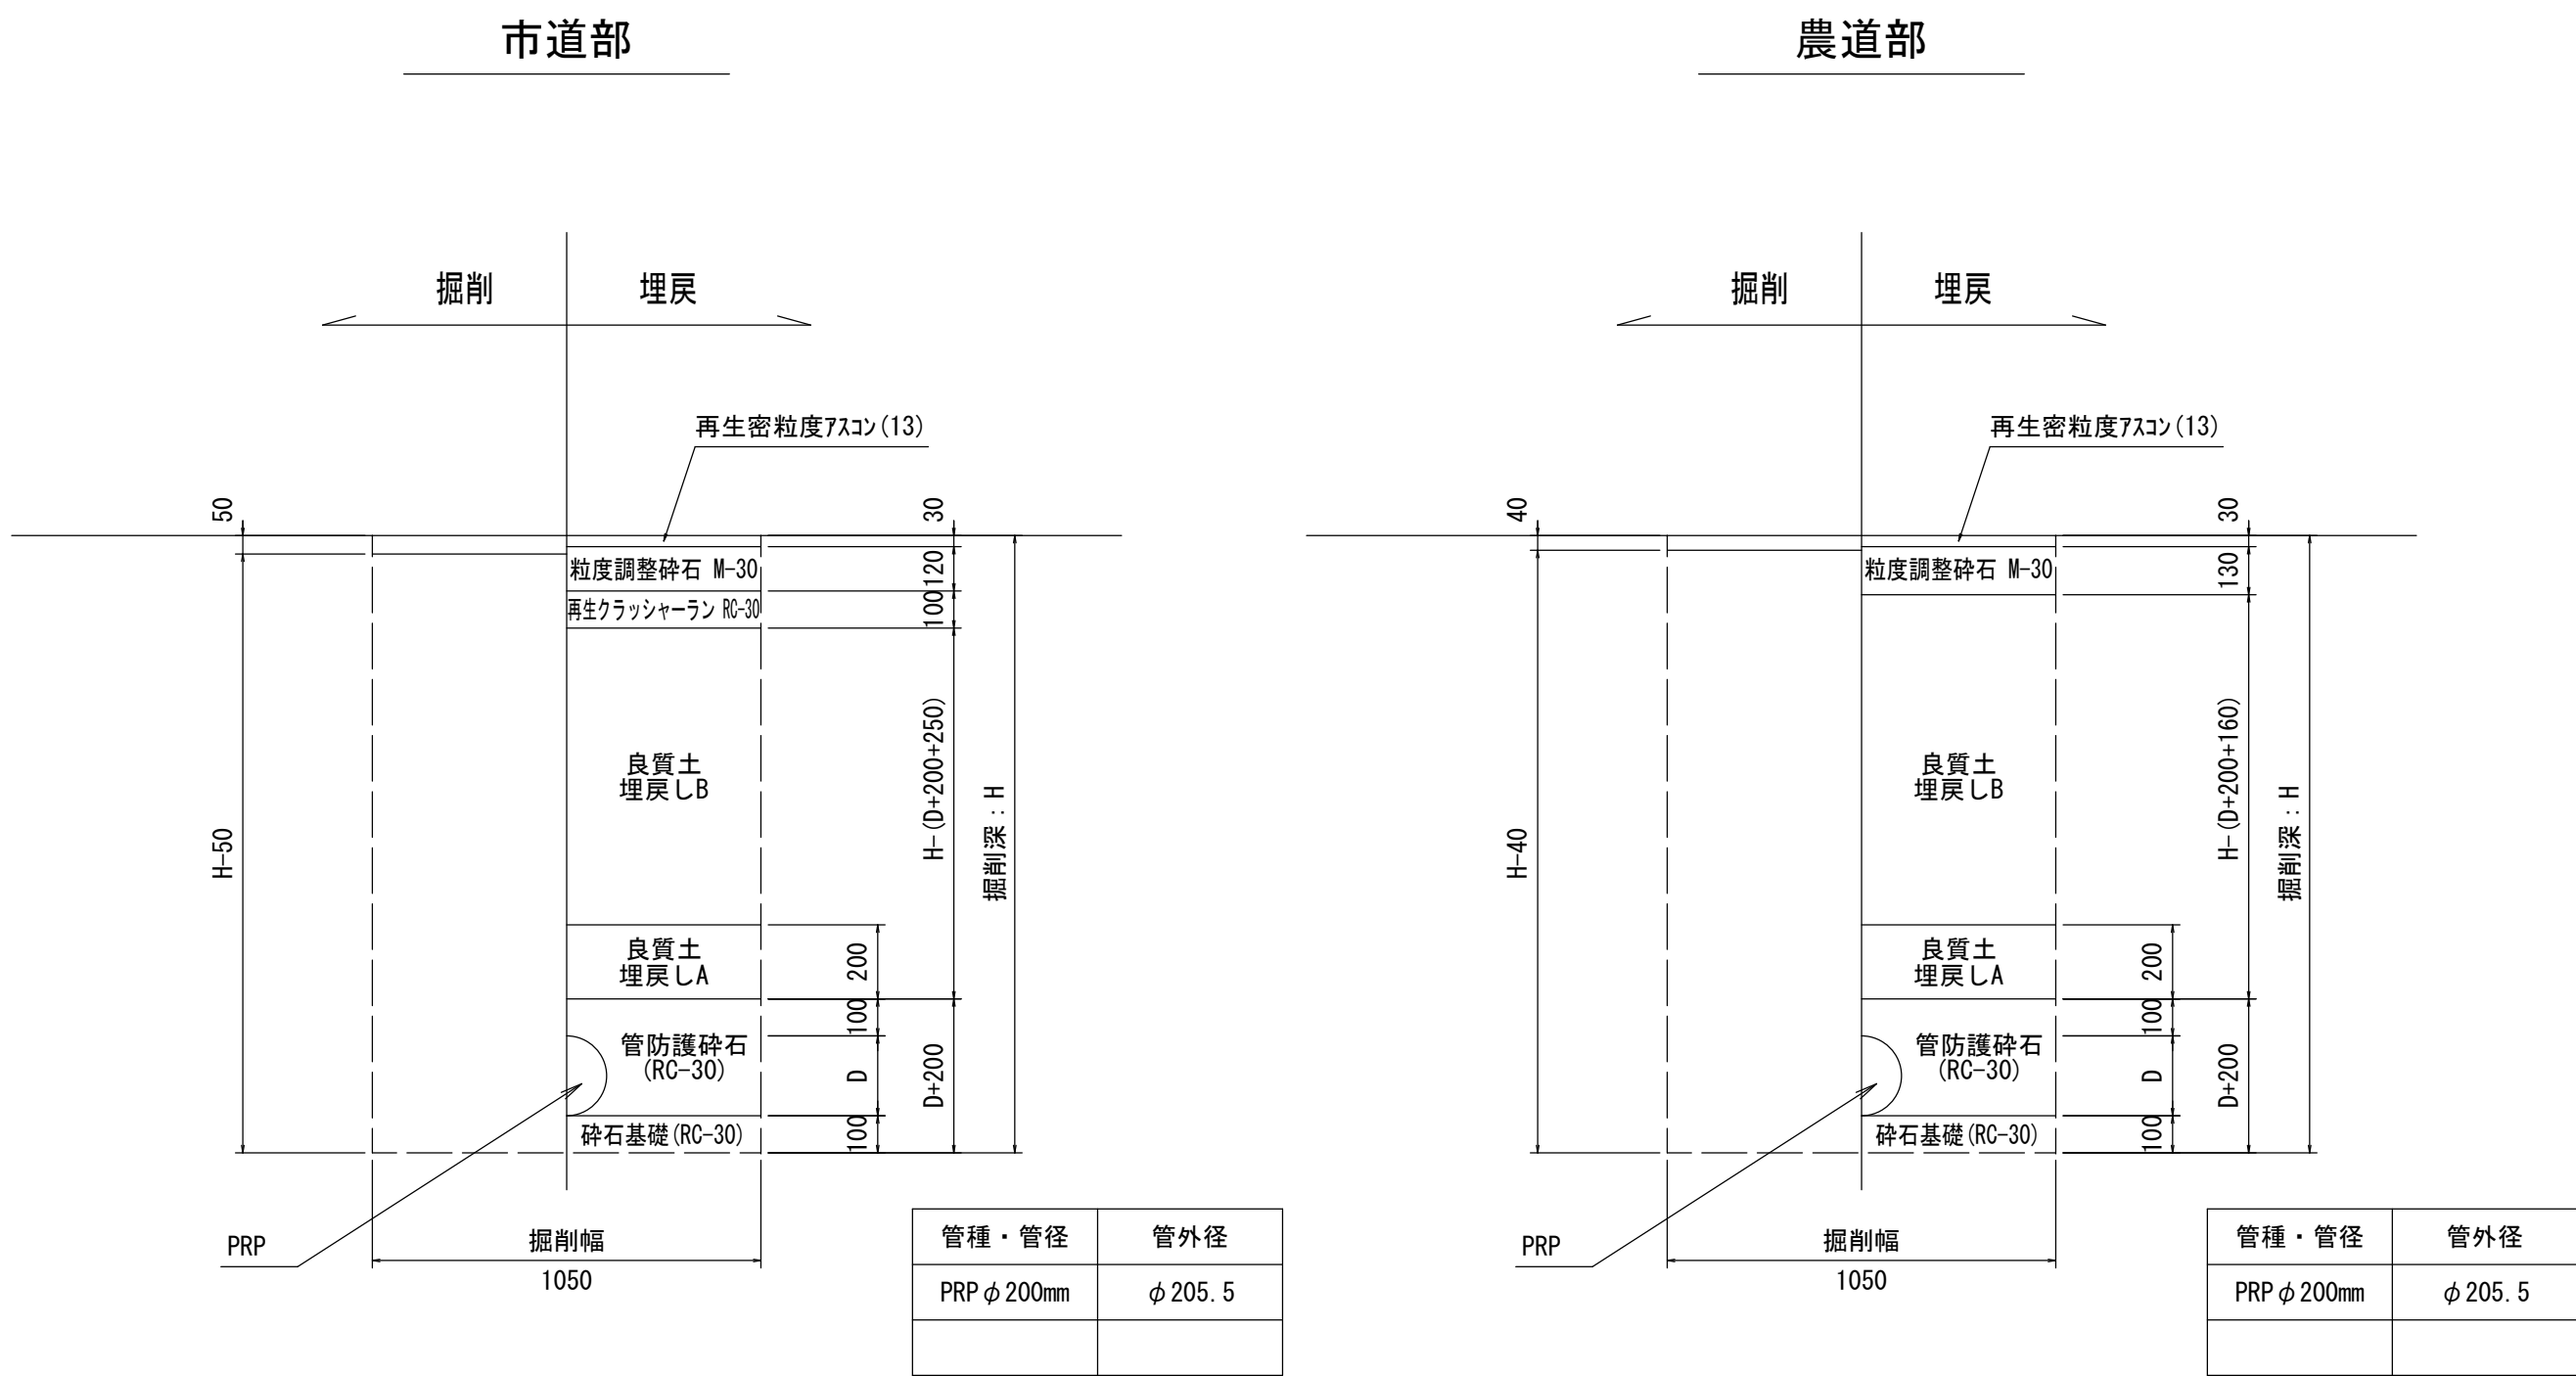 市道部
掘削
埋戻
再生密粒度ｱｽｺﾝ(13)
50
30
粒度調整砕石 M-30
120
再生クラッシャーラン RC-30
100
H-50
良質土
埋戻しB
H-(D+200+250)
掘削深：H
良質土
埋戻しA
200
100
管防護砕石
(RC-30)
D
D+200
砕石基礎(RC-30)
100
PRP
掘削幅
1050
管種・管径
管外径
PRPφ200mm
φ205.5
農道部
掘削
埋戻
再生密粒度ｱｽｺﾝ(13)
40
30
粒度調整砕石 M-30
130
H-40
良質土
埋戻しB
H-(D+200+160)
掘削深：H
良質土
埋戻しA
200
100
管防護砕石
(RC-30)
D
D+200
砕石基礎(RC-30)
100
PRP
掘削幅
1050
管種・管径
管外径
PRPφ200mm
φ205.5